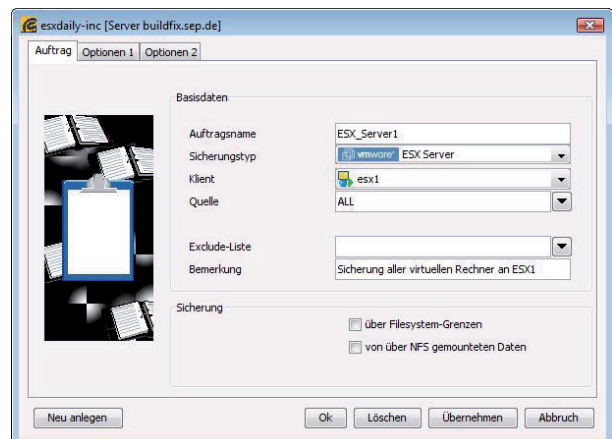 esxdaily-inc [Server buildfix.sep.de]
Auftrag Optionen 1 Optionen 2
Basisdaten
Auftragsname ESX_Server1
Sicherungstyp vmware ESX Server
Klient esx1
Quelle ALL
Exclude-Liste
Bemerkung Sicherung aller virtuellen Rechner an ESX1
Sicherung
über Filesystem-Grenzen
von über NFS gemounteten Daten
Neu anlegen Ok Löschen Übernehmen Abbruch